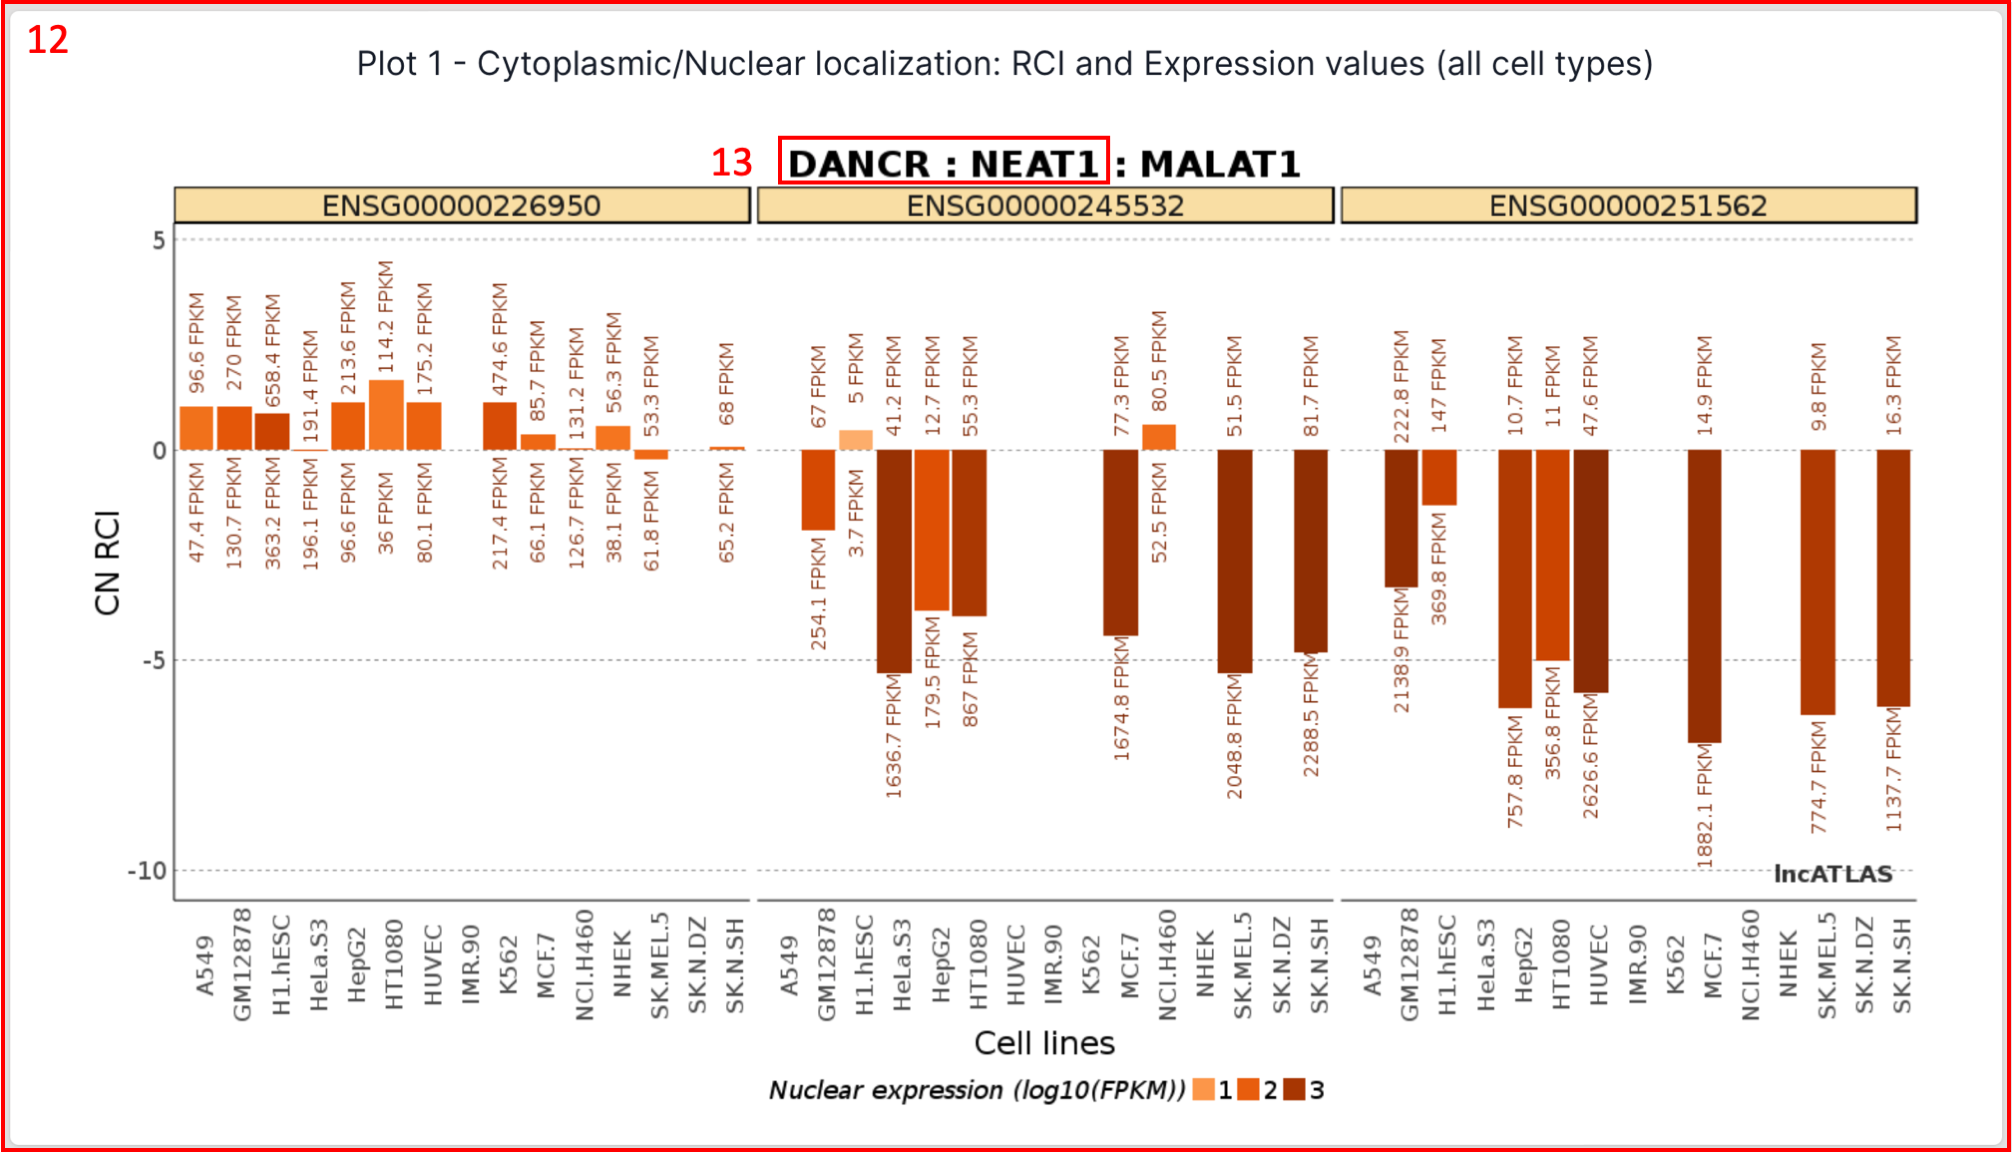 12
Plot 1 - Cytoplasmic/Nuclear localization: RCI and Expression values (all cell types)
13 DANCR : NEAT1 : MALAT1
ENSG00000226950 ENSG00000245532 ENSG00000251562
5
0
-5
-10
CN RCI
96.6 FPKM 270 FPKM 658.4 FPKM 191.4 FPKM 213.6 FPKM 114.2 FPKM 175.2 FPKM 474.6 FPKM 85.7 FPKM 131.2 FPKM 56.3 FPKM 53.3 FPKM 68 FPKM
47.4 FPKM 130.7 FPKM 363.2 FPKM 196.1 FPKM 96.6 FPKM 36 FPKM 80.1 FPKM 217.4 FPKM 66.1 FPKM 126.7 FPKM 38.1 FPKM 61.8 FPKM 65.2 FPKM
67 FPKM 5 FPKM 41.2 FPKM 12.7 FPKM 55.3 FPKM 77.3 FPKM 80.5 FPKM 51.5 FPKM 81.7 FPKM
254.1 FPKM 3.7 FPKM 1636.7 FPKM 179.5 FPKM 867 FPKM 1674.8 FPKM 52.5 FPKM 2048.8 FPKM 2288.5 FPKM
222.8 FPKM 147 FPKM 10.7 FPKM 11 FPKM 47.6 FPKM 14.9 FPKM 9.8 FPKM 16.3 FPKM
2138.9 FPKM 369.8 FPKM 757.8 FPKM 356.8 FPKM 2626.6 FPKM 1882.1 FPKM 774.7 FPKM 1137.7 FPKM
lncATLAS
A549 GM12878 H1.hESC HeLa.S3 HepG2 HT1080 HUVEC IMR.90 K562 MCF.7 NCI.H460 NHEK SK.MEL.5 SK.N.DZ SK.N.SH
A549 GM12878 H1.hESC HeLa.S3 HepG2 HT1080 HUVEC IMR.90 K562 MCF.7 NCI.H460 NHEK SK.MEL.5 SK.N.DZ SK.N.SH
A549 GM12878 H1.hESC HeLa.S3 HepG2 HT1080 HUVEC IMR.90 K562 MCF.7 NCI.H460 NHEK SK.MEL.5 SK.N.DZ SK.N.SH
Cell lines
Nuclear expression (log10(FPKM)) 1 2 3